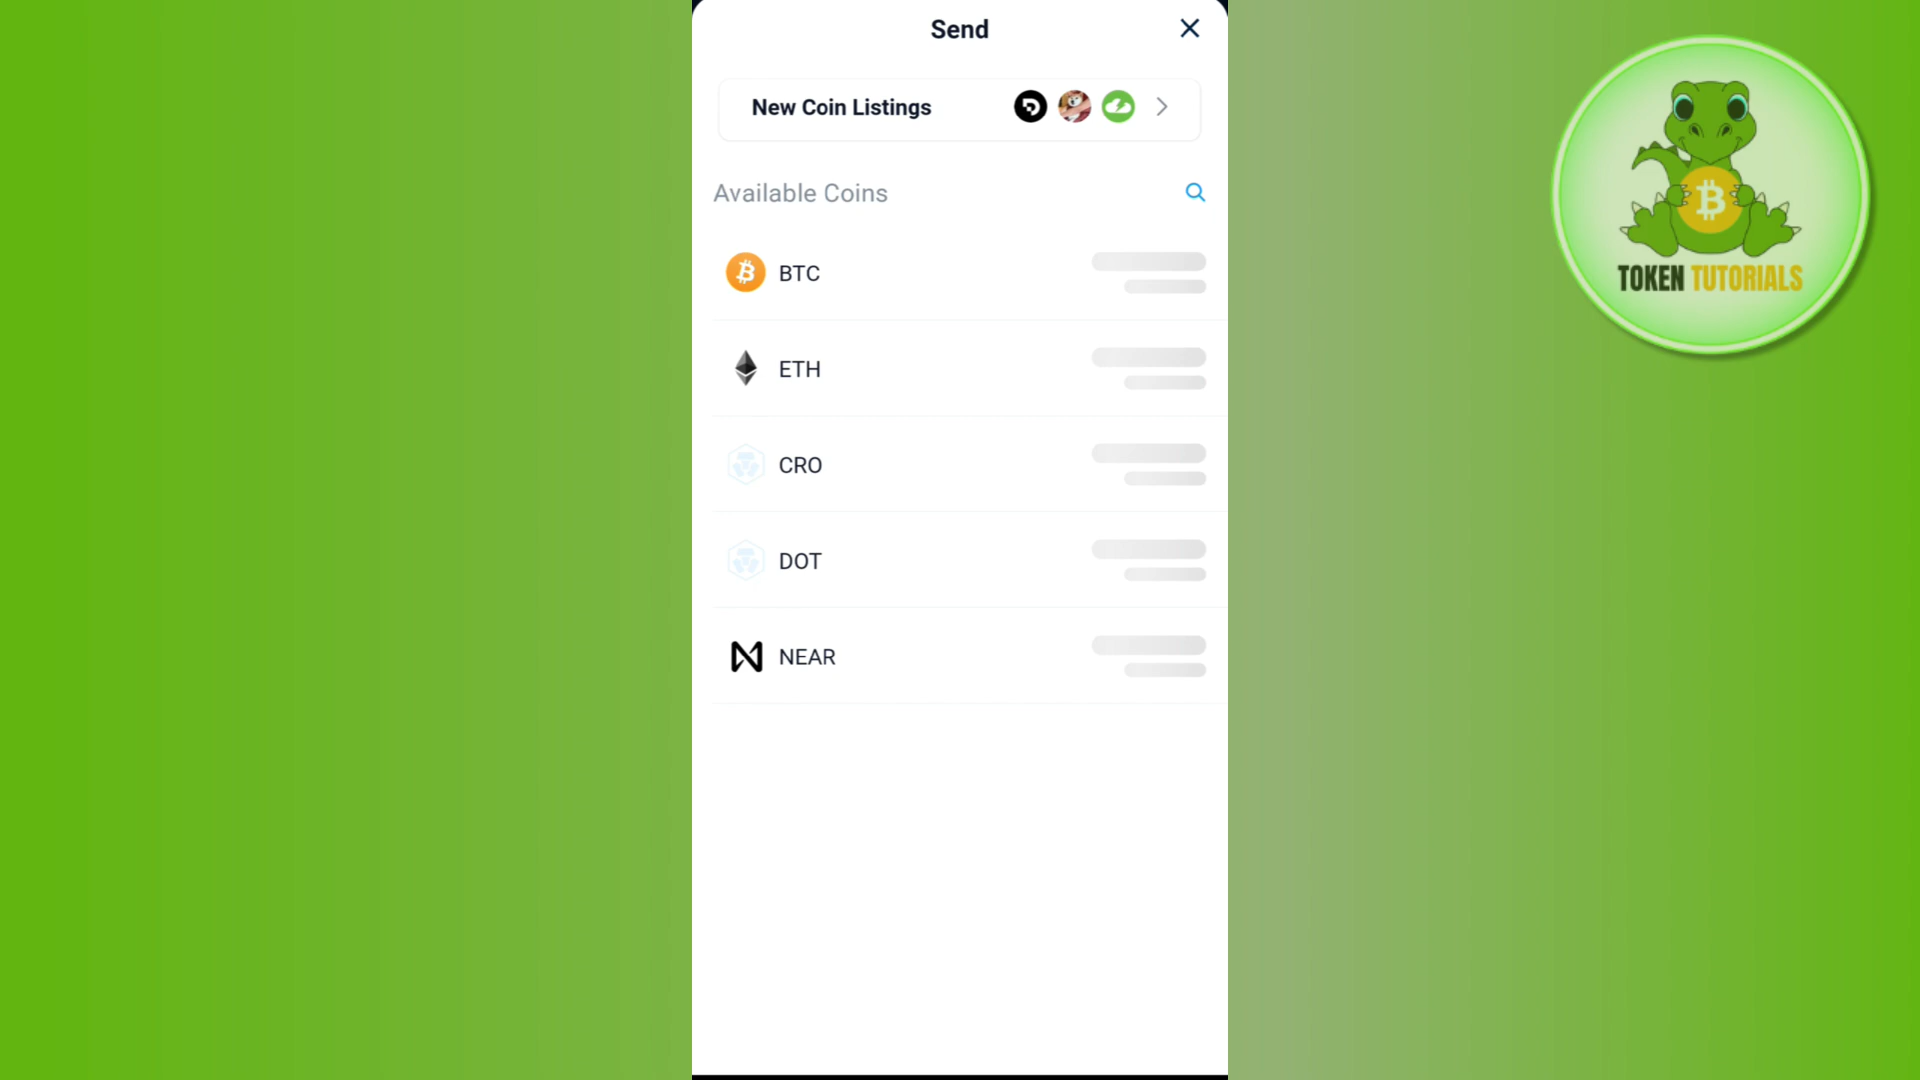 Send
New Coin Listings
Available Coins
BTC
ETH
CRO
DOT
NEAR
TOKEN TUTORIALS